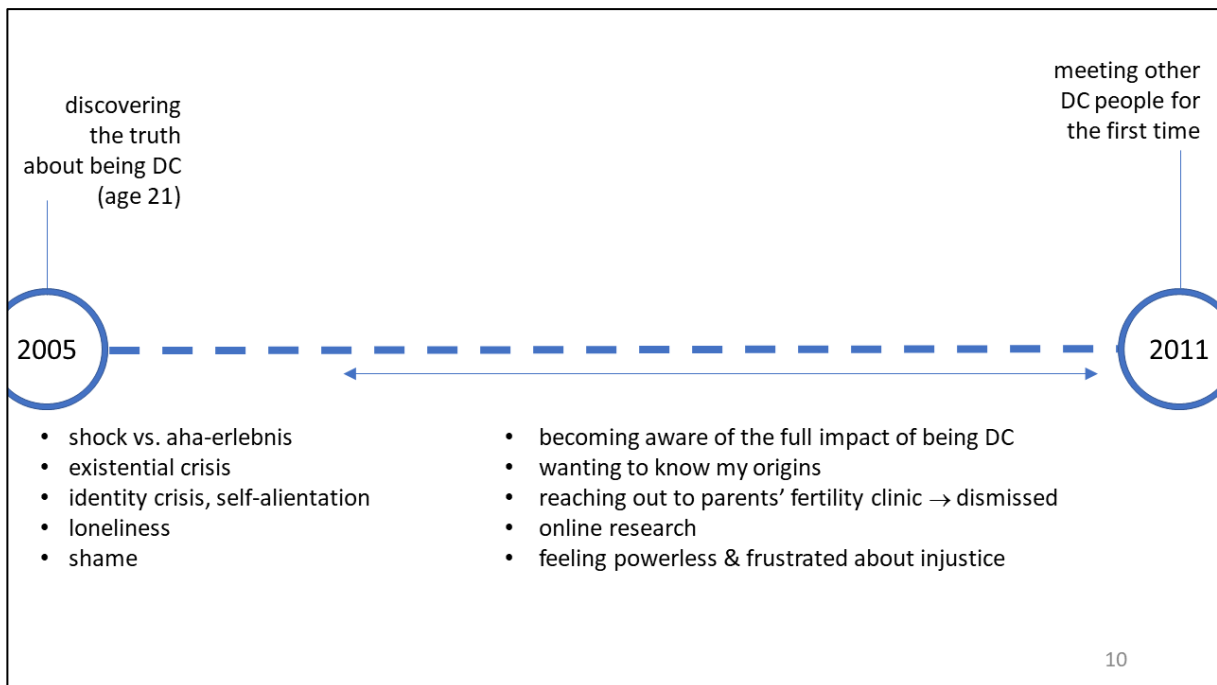 discovering
the truth
about being DC
(age 21)
meeting other
DC people for
the first time
2005
2011
• shock vs. aha-erlebnis
• existential crisis
• identity crisis, self-alientation
• loneliness
• shame
• becoming aware of the full impact of being DC
• wanting to know my origins
• reaching out to parents’ fertility clinic → dismissed
• online research
• feeling powerless & frustrated about injustice
10